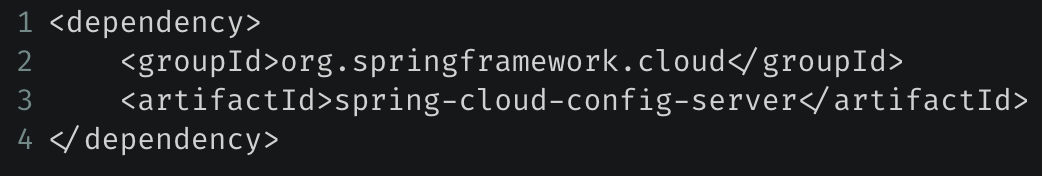 1 <dependency>
2     <groupId>org.springframework.cloud</groupId>
3     <artifactId>spring-cloud-config-server</artifactId>
4 </dependency>